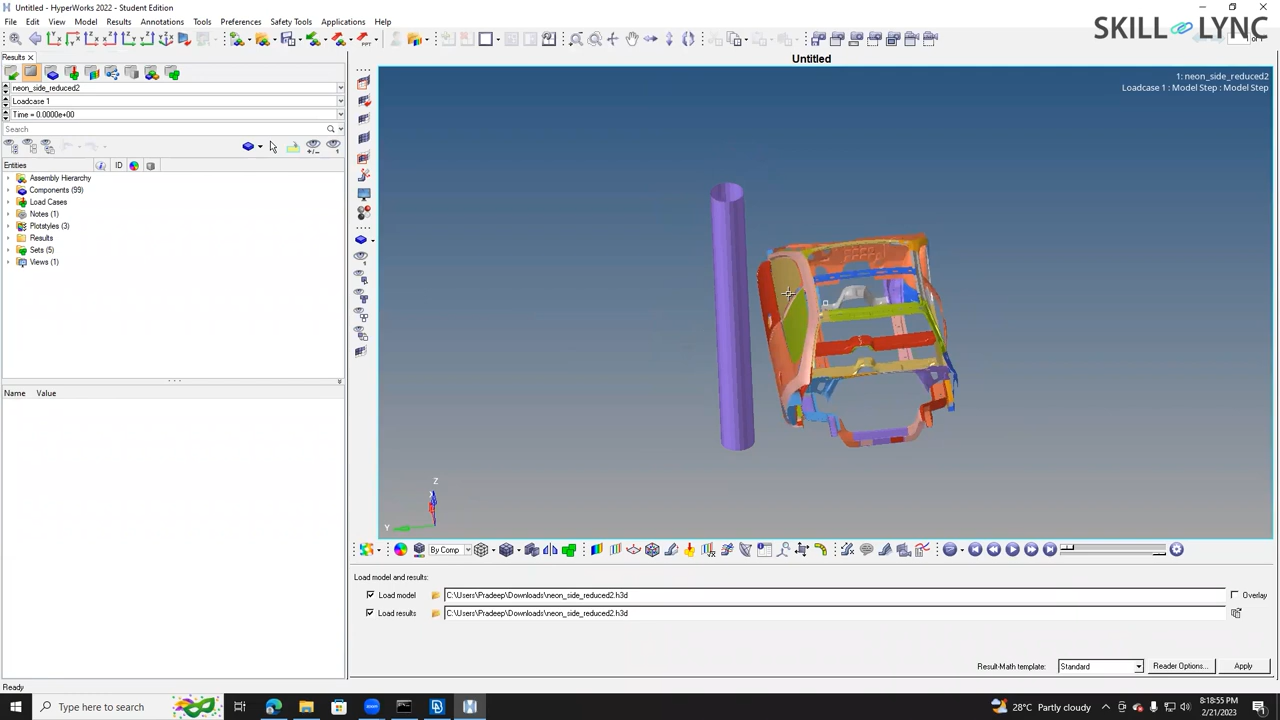 Untitled - HyperWorks 2022 - Student Edition
File Edit View Model Results Annotations Tools Preferences Safety Tools Applications Help
SKILL LYNC
Results
Untitled
1: neon_side_reduced2
Loadcase 1 : Model Step : Model Step
neon_side_reduced2
Loadcase 1
Time = 0.0000e+00
Search
Entities ID
Assembly Hierarchy
Components (99)
Load Cases
Notes (1)
Plotstyles (3)
Results
Sets (5)
Views (1)
Name Value
Z
Y
By Comp
Load model and results:
Load model C:\Users\Pradeep\Downloads\neon_side_reduced2.h3d Overlay
Load results C:\Users\Pradeep\Downloads\neon_side_reduced2.h3d
Result-Math template: Standard Reader Options... Apply
Ready
Type here to search
28°C Partly cloudy
8:18:55 PM
2/21/2023